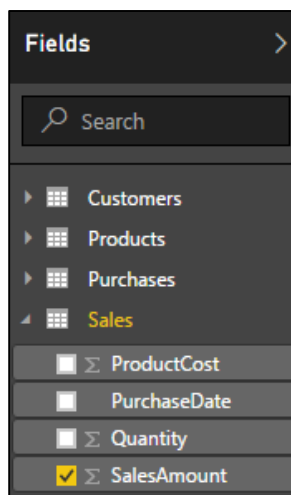 Fields
Search
Customers
Products
Purchases
Sales
ProductCost
PurchaseDate
Quantity
SalesAmount